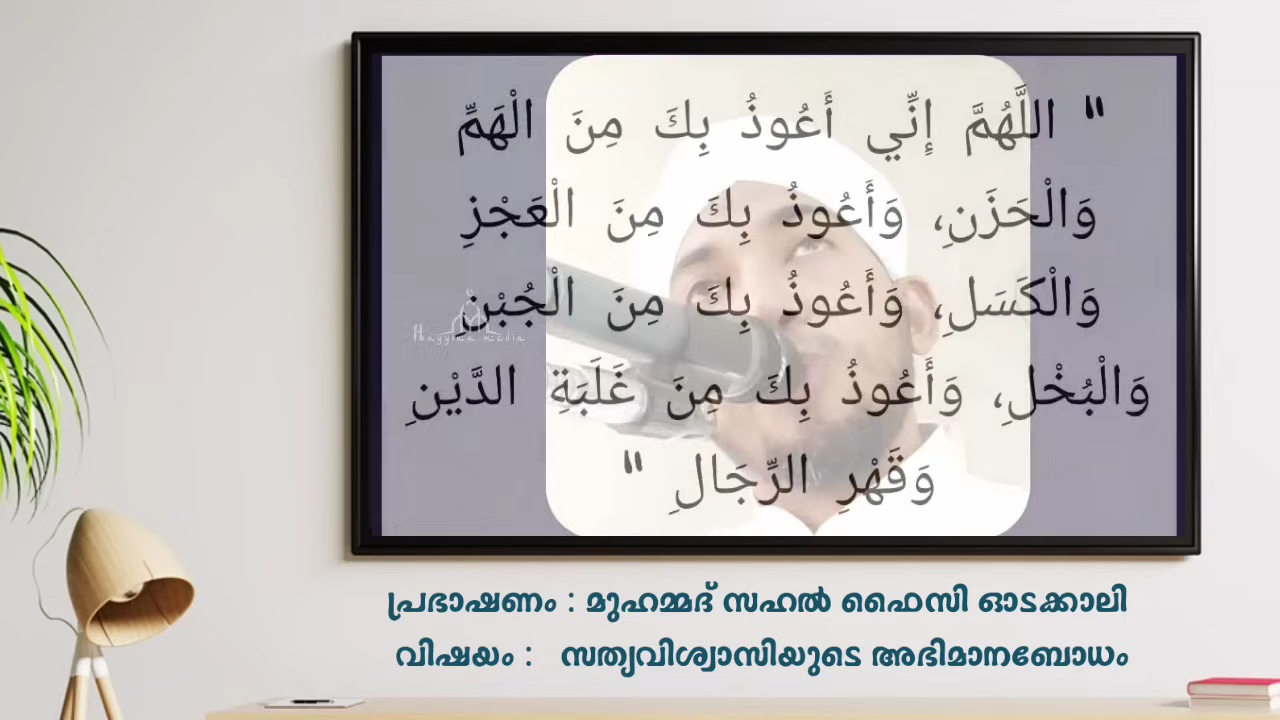 " اللَّهُمَّ إِنِّي أَعُوذُ بِكَ مِنَ الْهَمِّ
وَالْحَزَنِ، وَأَعُوذُ بِكَ مِنَ الْعَجْزِ
وَالْكَسَلِ، وَأَعُوذُ بِكَ مِنَ الْجُبْنِ
وَالْبُخْلِ، وَأَعُوذُ بِكَ مِنَ غَلَبَةِ الدَّيْنِ
وَقَهْرِ الرِّجَالِ "
പ്രഭാഷണം : മുഹമ്മദ് സഹൽ ഫൈസി ഓടക്കാലി
വിഷയം : സത്യവിശ്വാസിയുടെ അഭിമാനബോധം